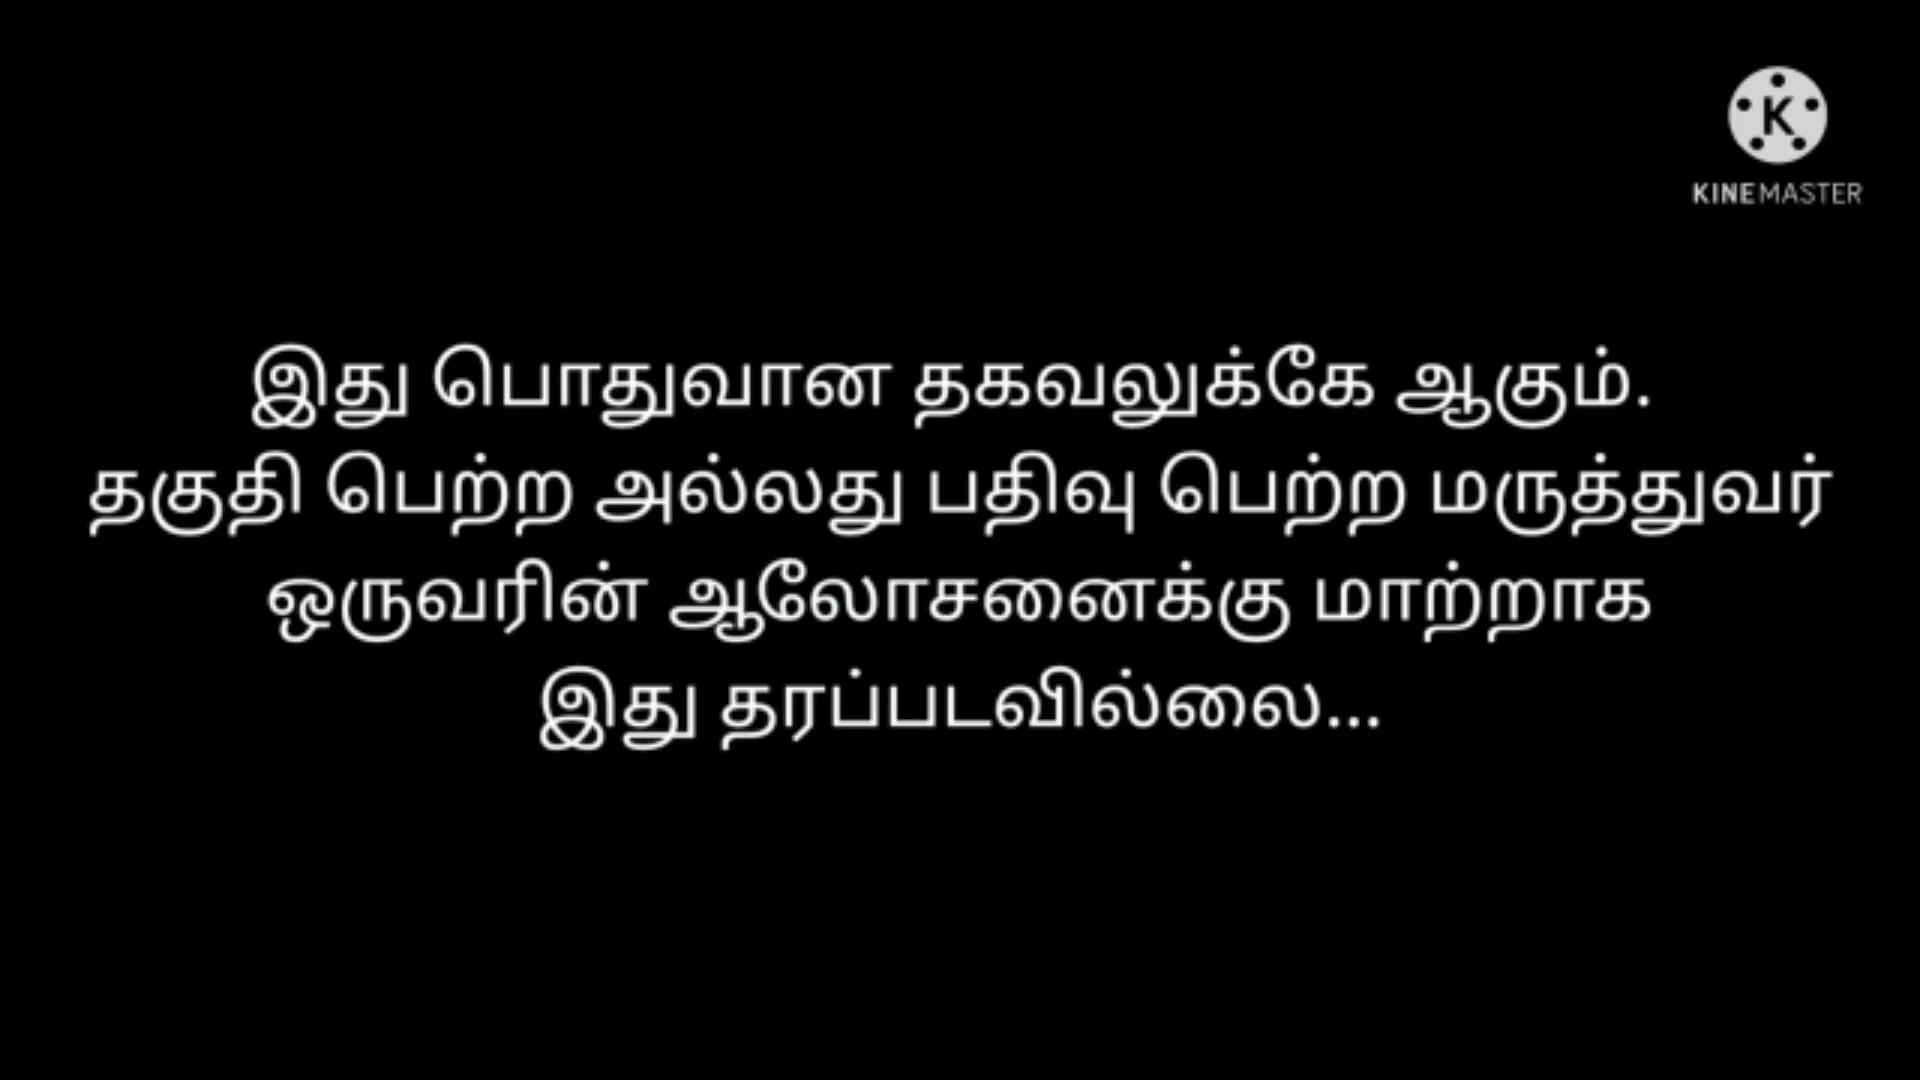 K
KINEMASTER
இது பொதுவான தகவலுக்கே ஆகும்.
தகுதி பெற்ற அல்லது பதிவு பெற்ற மருத்துவர்
ஒருவரின் ஆலோசனைக்கு மாற்றாக
இது தரப்படவில்லை...